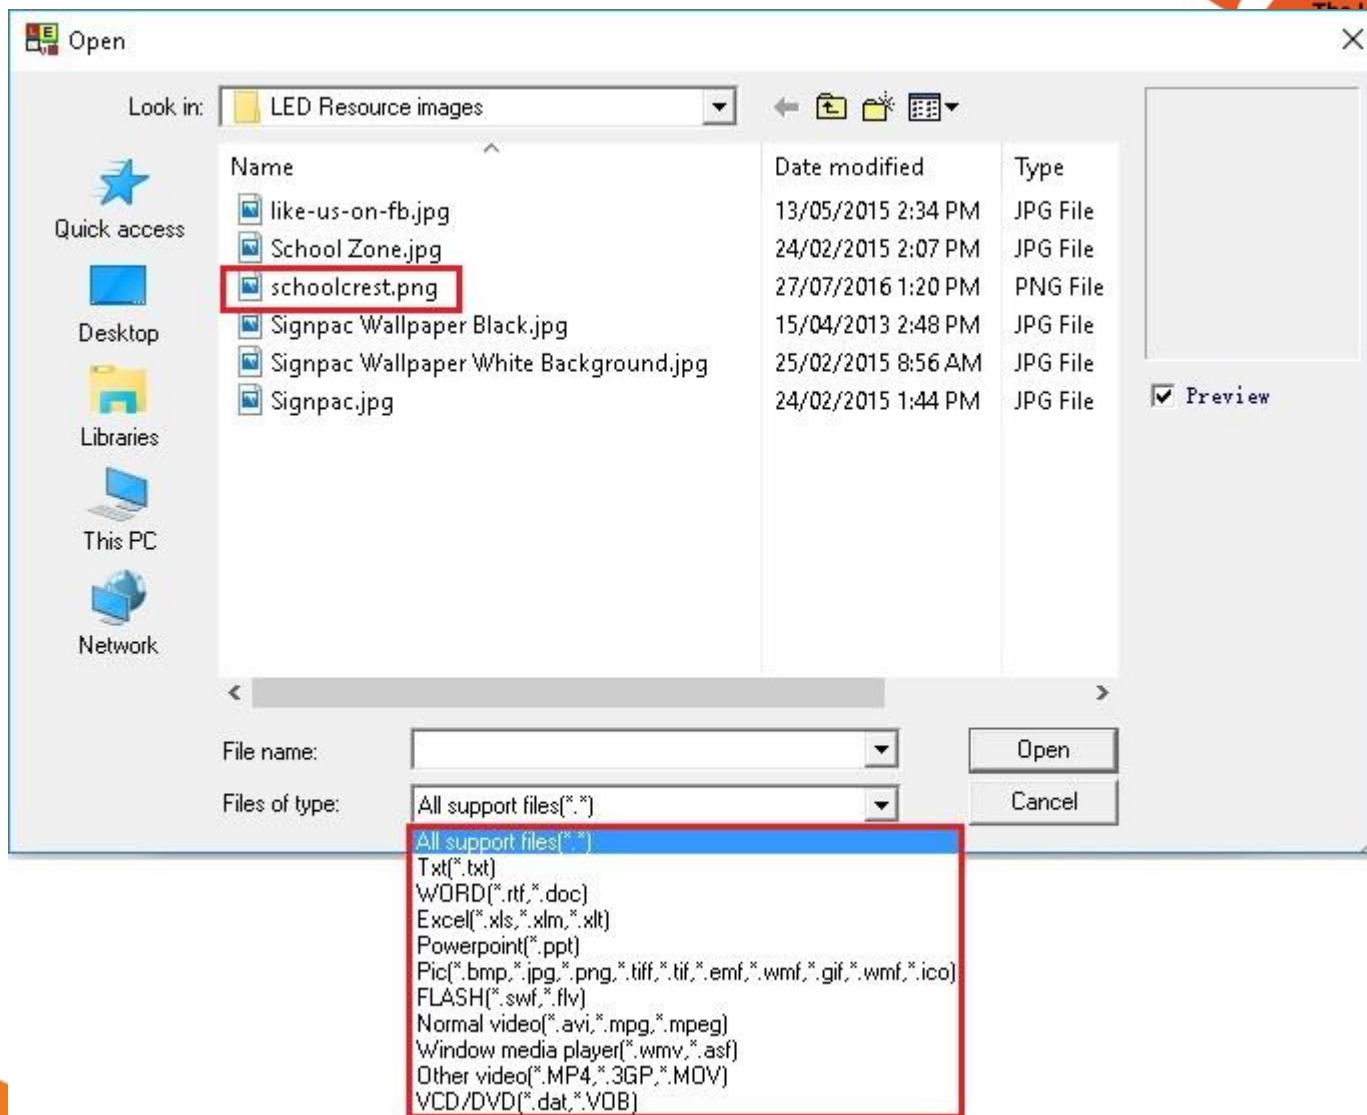 The
Open
Look in: LED Resource images
Name Date modified Type
Quick access
like-us-on-fb.jpg 13/05/2015 2:34 PM JPG File
School Zone.jpg 24/02/2015 2:07 PM JPG File
schoolcrest.png 27/07/2016 1:20 PM PNG File
Desktop
Signpac Wallpaper Black.jpg 15/04/2013 2:48 PM JPG File
Signpac Wallpaper White Background.jpg 25/02/2015 8:56 AM JPG File
Signpac.jpg 24/02/2015 1:44 PM JPG File
Preview
Libraries
This PC
Network
File name: Open
Files of type: All support files(*.*) Cancel
All support files(*.*)
Txt(*.txt)
WORD(*.rtf,*.doc)
Excel(*.xls,*.xlm,*.xlt)
Powerpoint(*.ppt)
Pic(*.bmp,*.jpg,*.png,*.tiff,*.tif,*.emf,*.wmf,*.gif,*.wmf,*.ico)
FLASH(*.swf,*.flv)
Normal video(*.avi,*.mpg,*.mpeg)
Window media player(*.wmv,*.asf)
Other video(*.MP4,*.3GP,*.MOV)
VCD/DVD(*.dat,*.VOB)